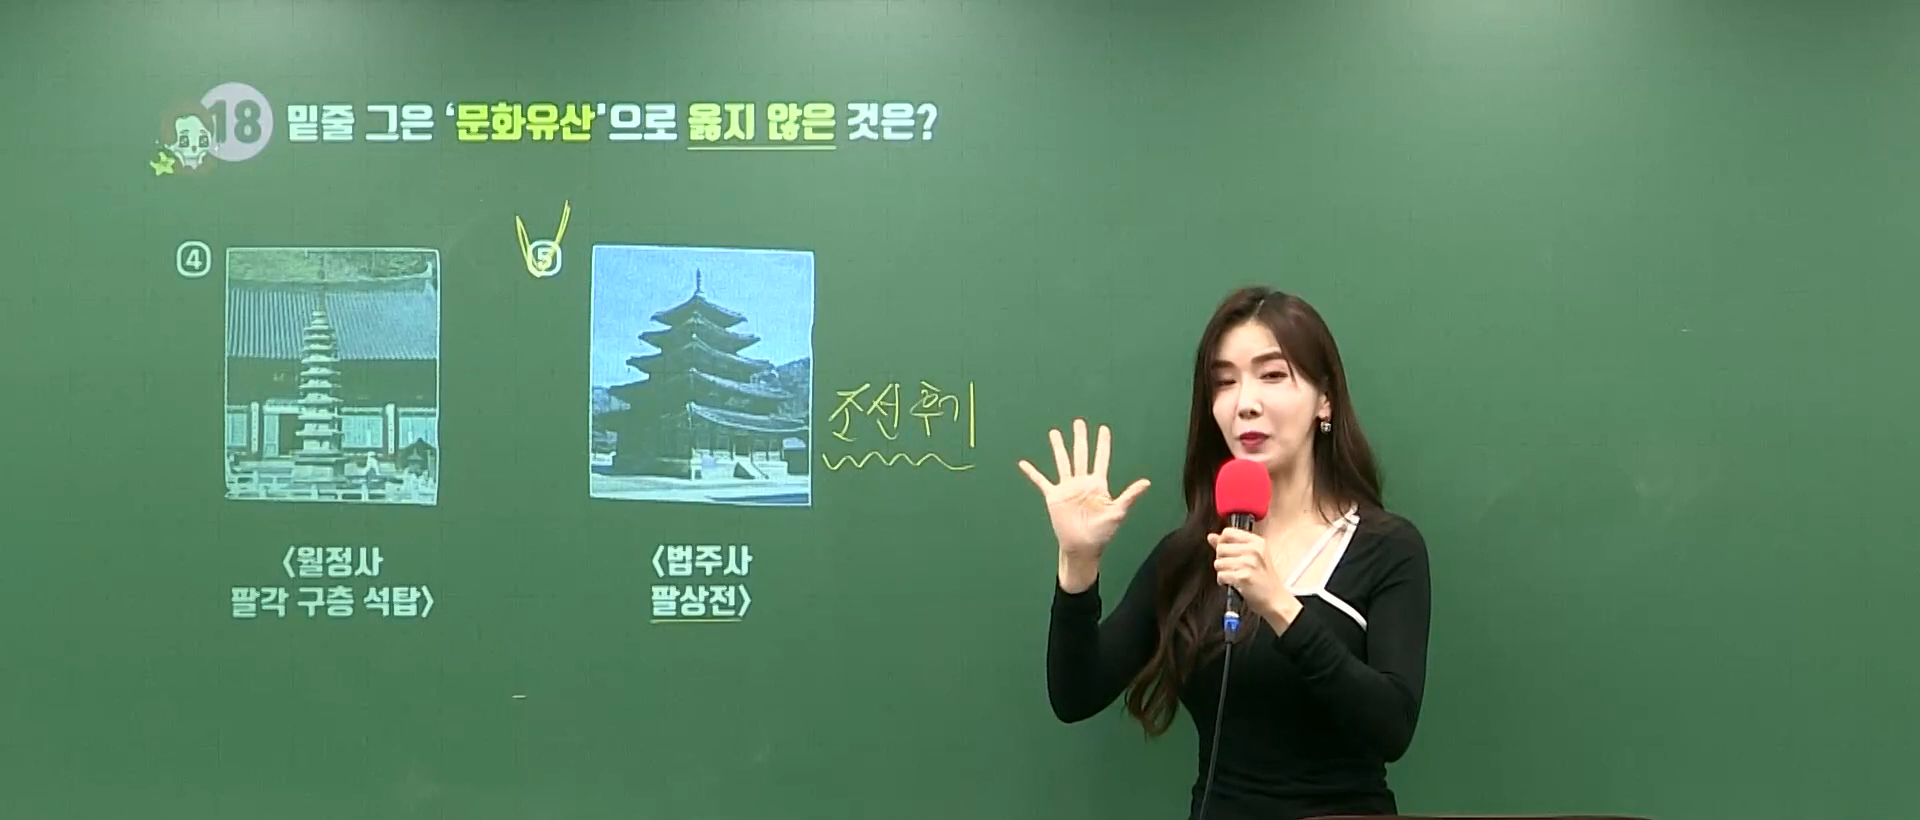 18 밑줄 그은 '문화유산'으로 옳지 않은 것은?
④
⑤
조선 후기
<월정사
팔각 구층 석탑>
<법주사
팔상전>